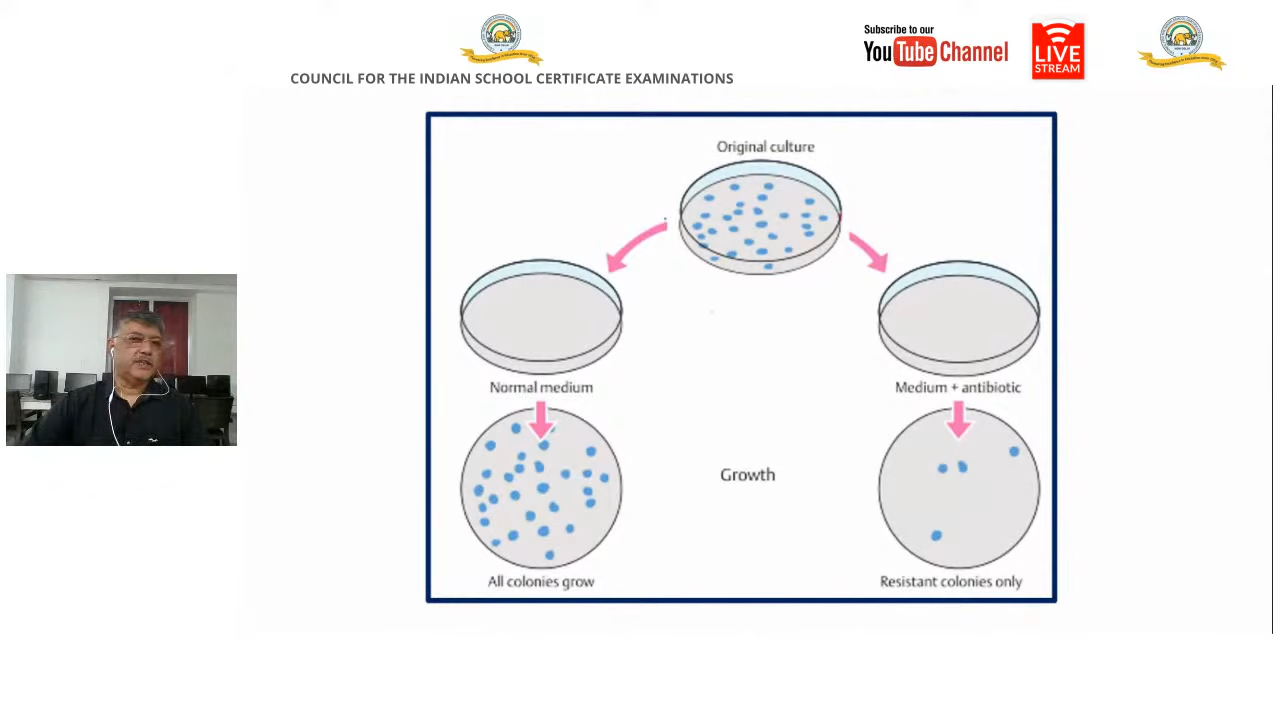 Subscribe to our
YouTube Channel
LIVE
STREAM
COUNCIL FOR THE INDIAN SCHOOL CERTIFICATE EXAMINATIONS
Original culture
Normal medium
Medium + antibiotic
Growth
All colonies grow
Resistant colonies only